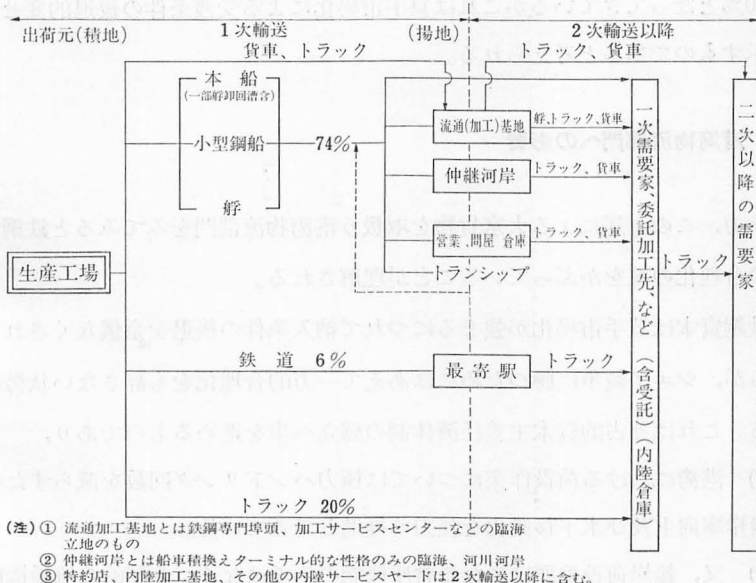 出荷元(積地)
1次輸送
貨車、トラック
(揚地)
2次輸送以降
トラック、貨車
本船
(一部艀卸回漕含)
小型鋼船
74%
艀
流通(加工)基地
艀、トラック、貨車
仲継河岸
トラック、貨車
営業、問屋 倉庫
トラック、貨車
トランシップ
生産工場
鉄道 6%
最寄駅
トラック
トラック 20%
一次需要家、委託加工先、など(含受託)(内陸倉庫)
トラック
二次以降の需要家
(注)① 流通加工基地とは鉄鋼専門埠頭、加工サービスセンターなどの臨海
立地のもの
② 仲継河岸とは船車積換えターミナル的な性格のみの臨海、河川河岸
③ 特約店、内陸加工基地、その他の内陸サービスヤード等は2次輸送以降に含む。